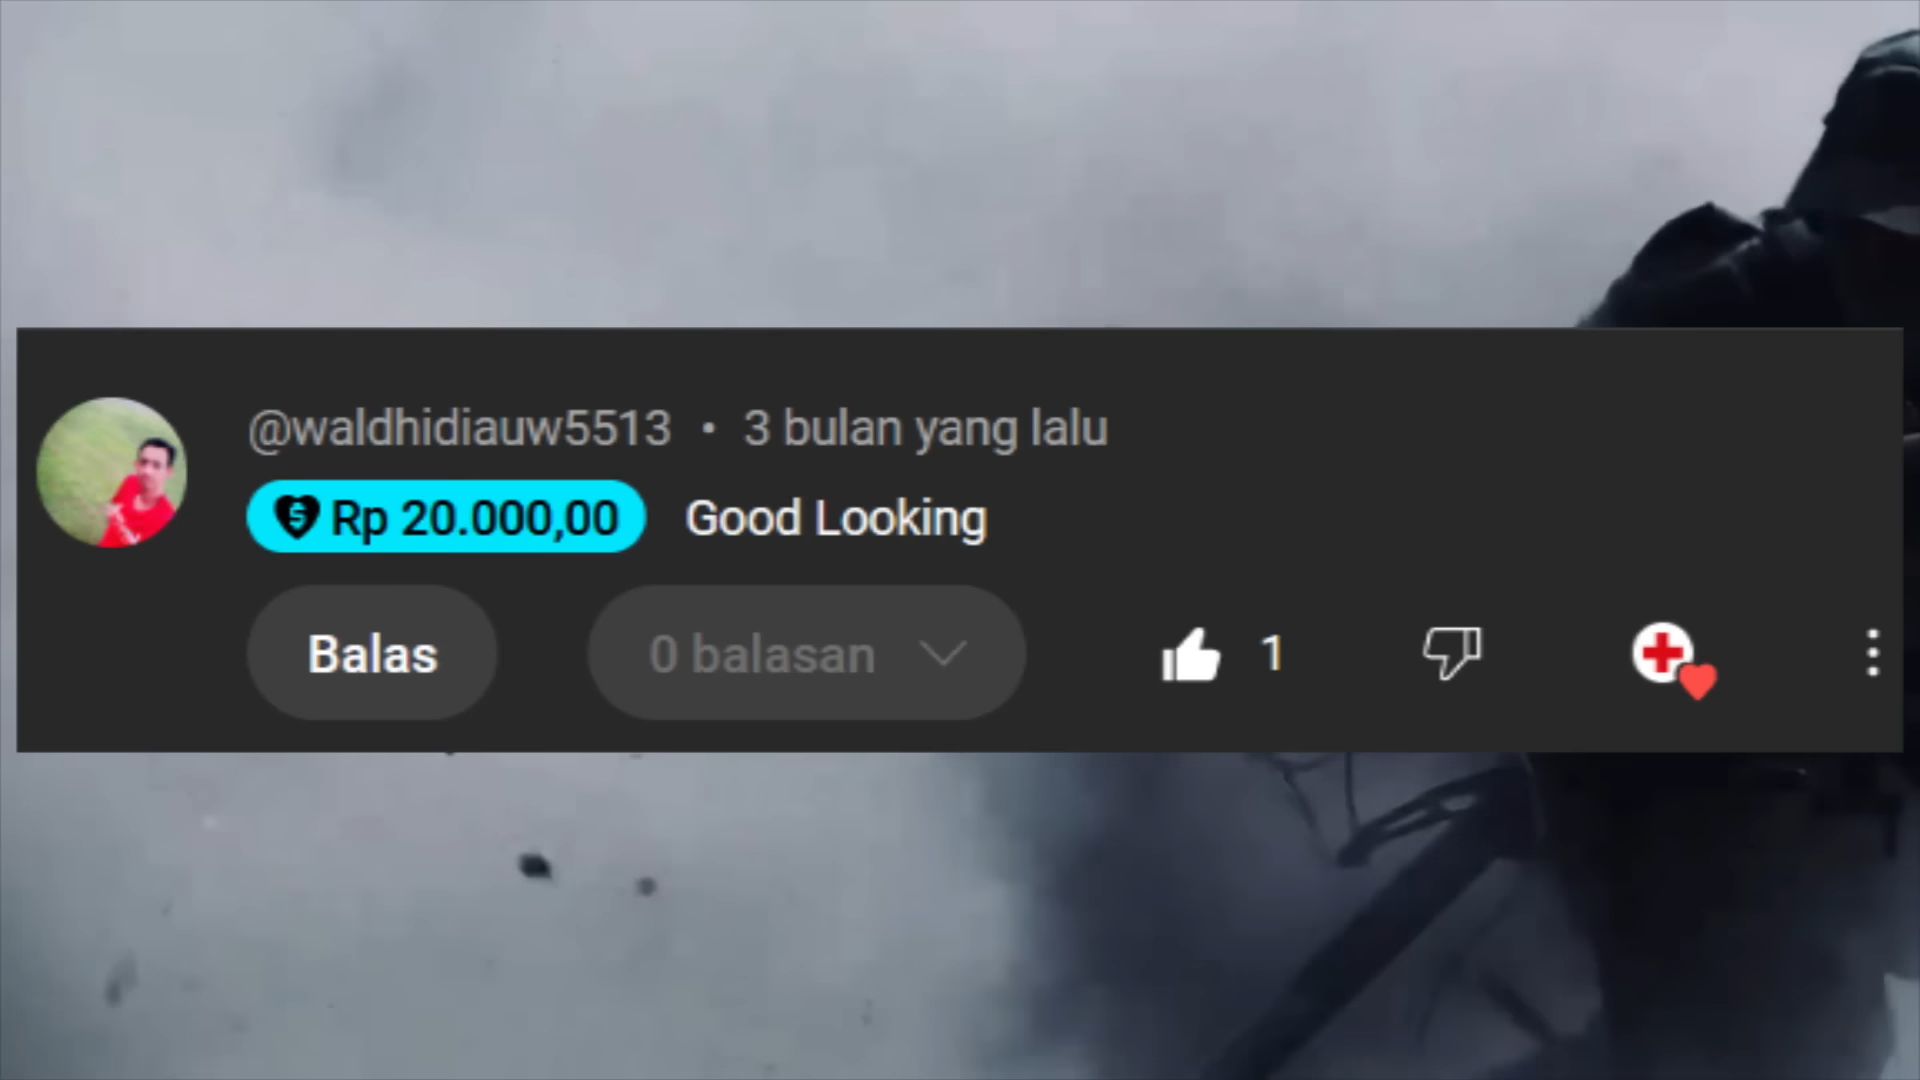 @waldhidiauw5513 • 3 bulan yang lalu
Rp 20.000,00 Good Looking
Balas 0 balasan 1